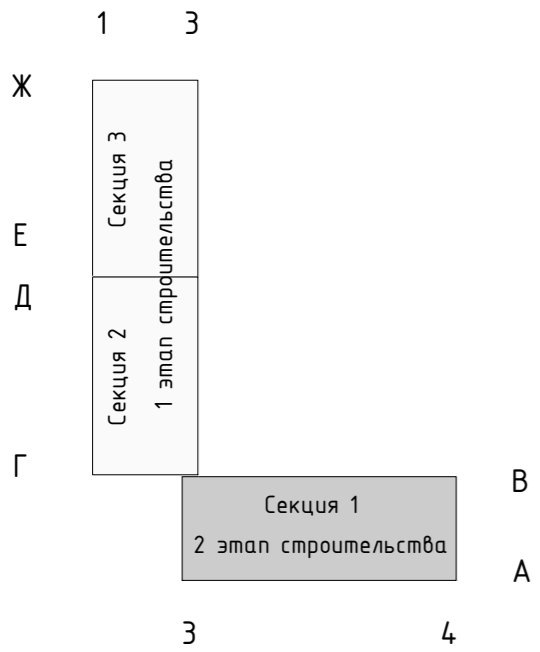 1 3
Ж
Секция 3
1 этап строительства
Е
Д
Секция 2
Г
В
Секция 1
2 этап строительства
А
3 4